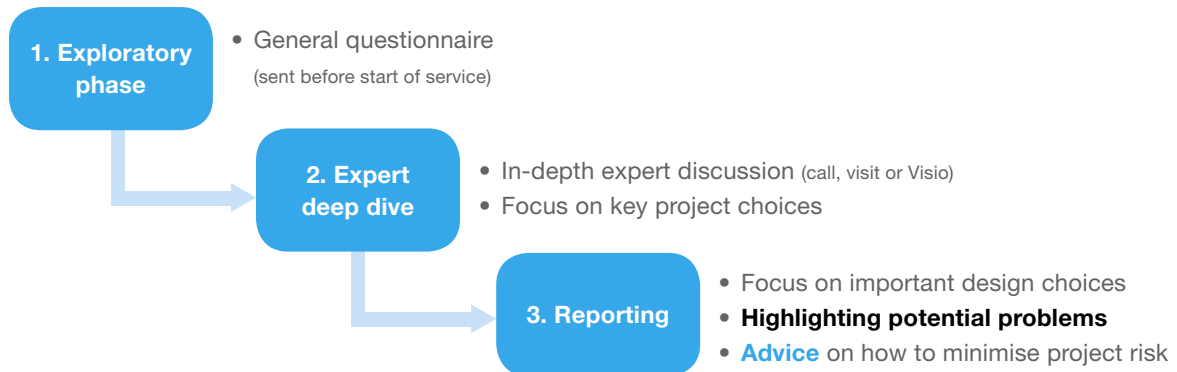 1. Exploratory
phase
• General questionnaire
(sent before start of service)
2. Expert
deep dive
• In-depth expert discussion (call, visit or Visio)
• Focus on key project choices
3. Reporting
• Focus on important design choices
• Highlighting potential problems
• Advice on how to minimise project risk